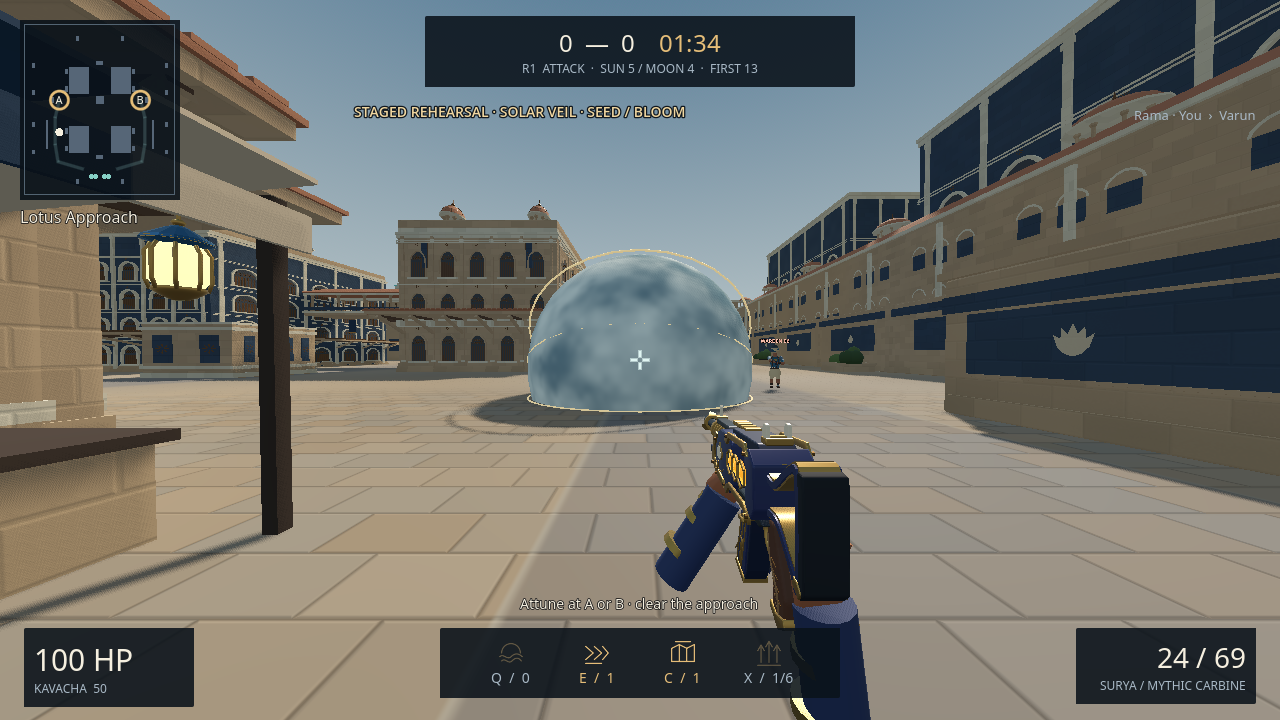 0 — 0 01:34
R1 ATTACK · SUN 5 / MOON 4 · FIRST 13
STAGED REHEARSAL · SOLAR VEIL · SEED / BLOOM
Rama · You › Varun
A
B
Lotus Approach
Attune at A or B · clear the approach
100 HP
KAVACHA 50
Q / 0
E / 1
C / 1
X / 1/6
24 / 69
SURYA / MYTHIC CARBINE